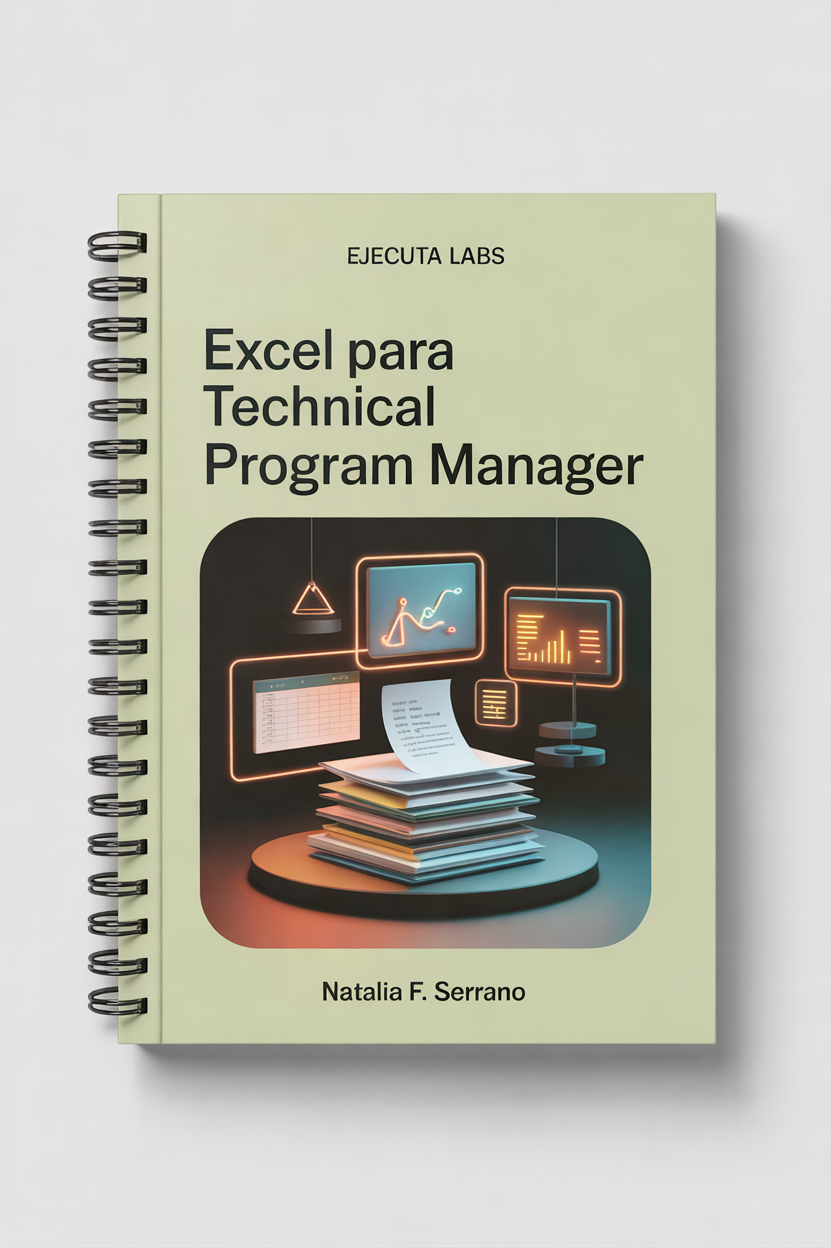 EJECUTA LABS
Excel para
Technical
Program Manager
Natalia F. Serrano